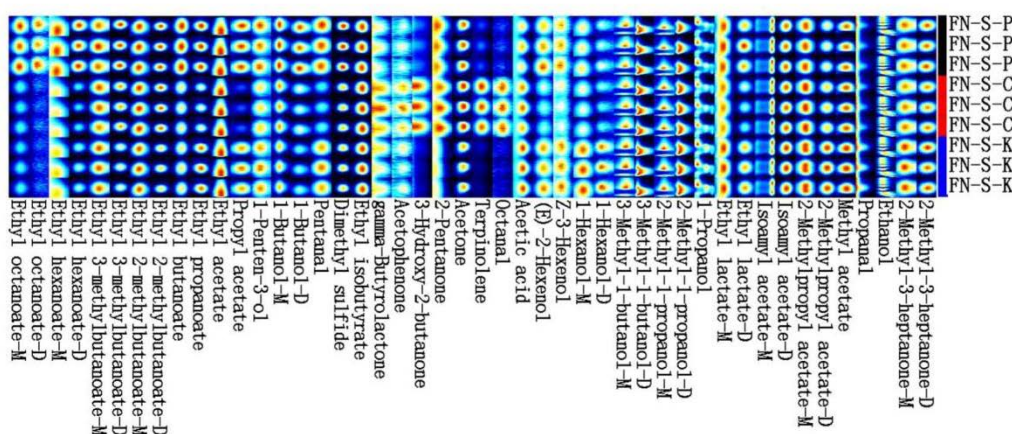 FN-S-P
FN-S-P
FN-S-P
FN-S-C
FN-S-C
FN-S-C
FN-S-K
FN-S-K
FN-S-K
Ethyl octanoate-M
Ethyl octanoate-D
Ethyl hexanoate-M
Ethyl hexanoate-D
Ethyl 3-methylbutanoate-M
Ethyl 3-methylbutanoate-D
Ethyl 2-methylbutanoate-M
Ethyl 2-methylbutanoate-D
Ethyl butanoate
Ethyl propanoate
Ethyl acetate
Propyl acetate
1-Penten-3-ol
1-Butanol-M
1-Butanol-D
Pentanal
Dimethyl sulfide
Ethyl isobutyrate
gamma-Butyrolactone
Acetophenone
3-Hydroxy-2-butanone
2-Pentanone
Acetone
Terpinolene
Octanal
Acetic acid
(E)-2-Hexenol
Z-3-Hexenol
1-Hexanol-M
1-Hexanol-D
3-Methyl-1-butanol-M
3-Methyl-1-butanol-D
2-Methyl-1-propanol-M
2-Methyl-1-propanol-D
1-Propanol
Ethyl lactate-M
Ethyl lactate-D
Isoamyl acetate-M
Isoamyl acetate-D
2-Methylpropyl acetate-M
2-Methylpropyl acetate-D
Methyl acetate
Propanal
Ethanol
2-Methyl-3-heptanone-M
2-Methyl-3-heptanone-D